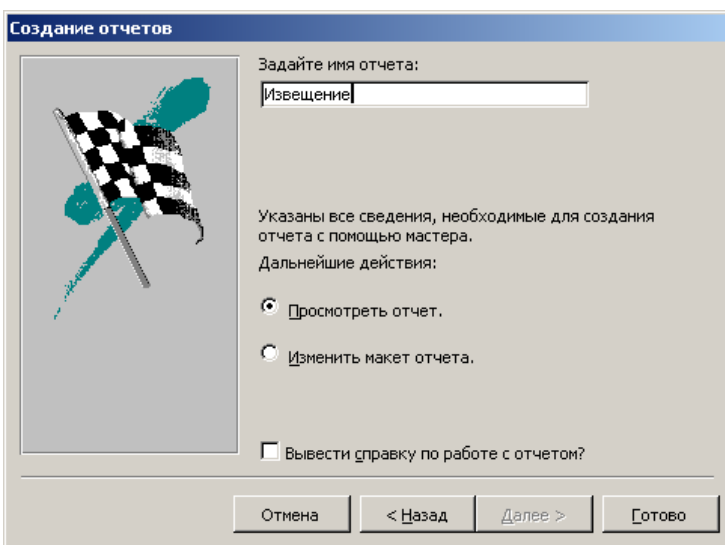 Создание отчетов
Задайте имя отчета:
Извещение
Указаны все сведения, необходимые для создания
отчета с помощью мастера.
Дальнейшие действия:
Просмотреть отчет.
Изменить макет отчета.
Вывести справку по работе с отчетом?
Отмена
< Назад
Далее >
Готово